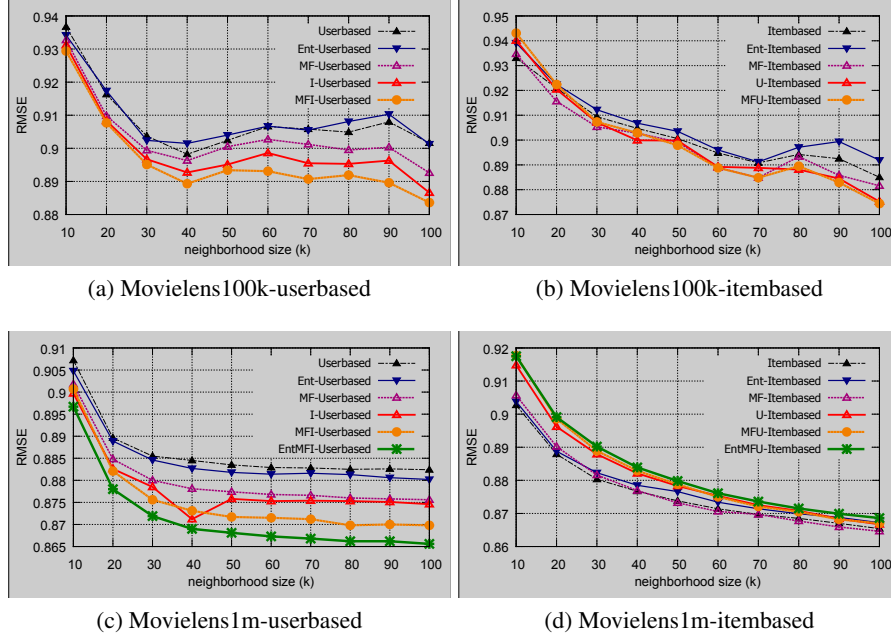 0.94
0.93
0.92
0.91
0.9
0.89
0.88
RMSE
10 20 30 40 50 60 70 80 90 100
neighborhood size (k)
Userbased
Ent-Userbased
MF-Userbased
I-Userbased
MFI-Userbased
(a) Movielens100k-userbased
0.95
0.94
0.93
0.92
0.91
0.9
0.89
0.88
0.87
RMSE
10 20 30 40 50 60 70 80 90 100
neighborhood size (k)
Itembased
Ent-Itembased
MF-Itembased
U-Itembased
MFU-Itembased
(b) Movielens100k-itembased
0.91
0.905
0.9
0.895
0.89
0.885
0.88
0.875
0.87
0.865
RMSE
10 20 30 40 50 60 70 80 90 100
neighborhood size (k)
Userbased
Ent-Userbased
MF-Userbased
I-Userbased
MFI-Userbased
EntMFI-Userbased
(c) Movielens1m-userbased
0.92
0.91
0.9
0.89
0.88
0.87
0.86
RMSE
10 20 30 40 50 60 70 80 90 100
neighborhood size (k)
Itembased
Ent-Itembased
MF-Itembased
U-Itembased
MFU-Itembased
EntMFU-Itembased
(d) Movielens1m-itembased